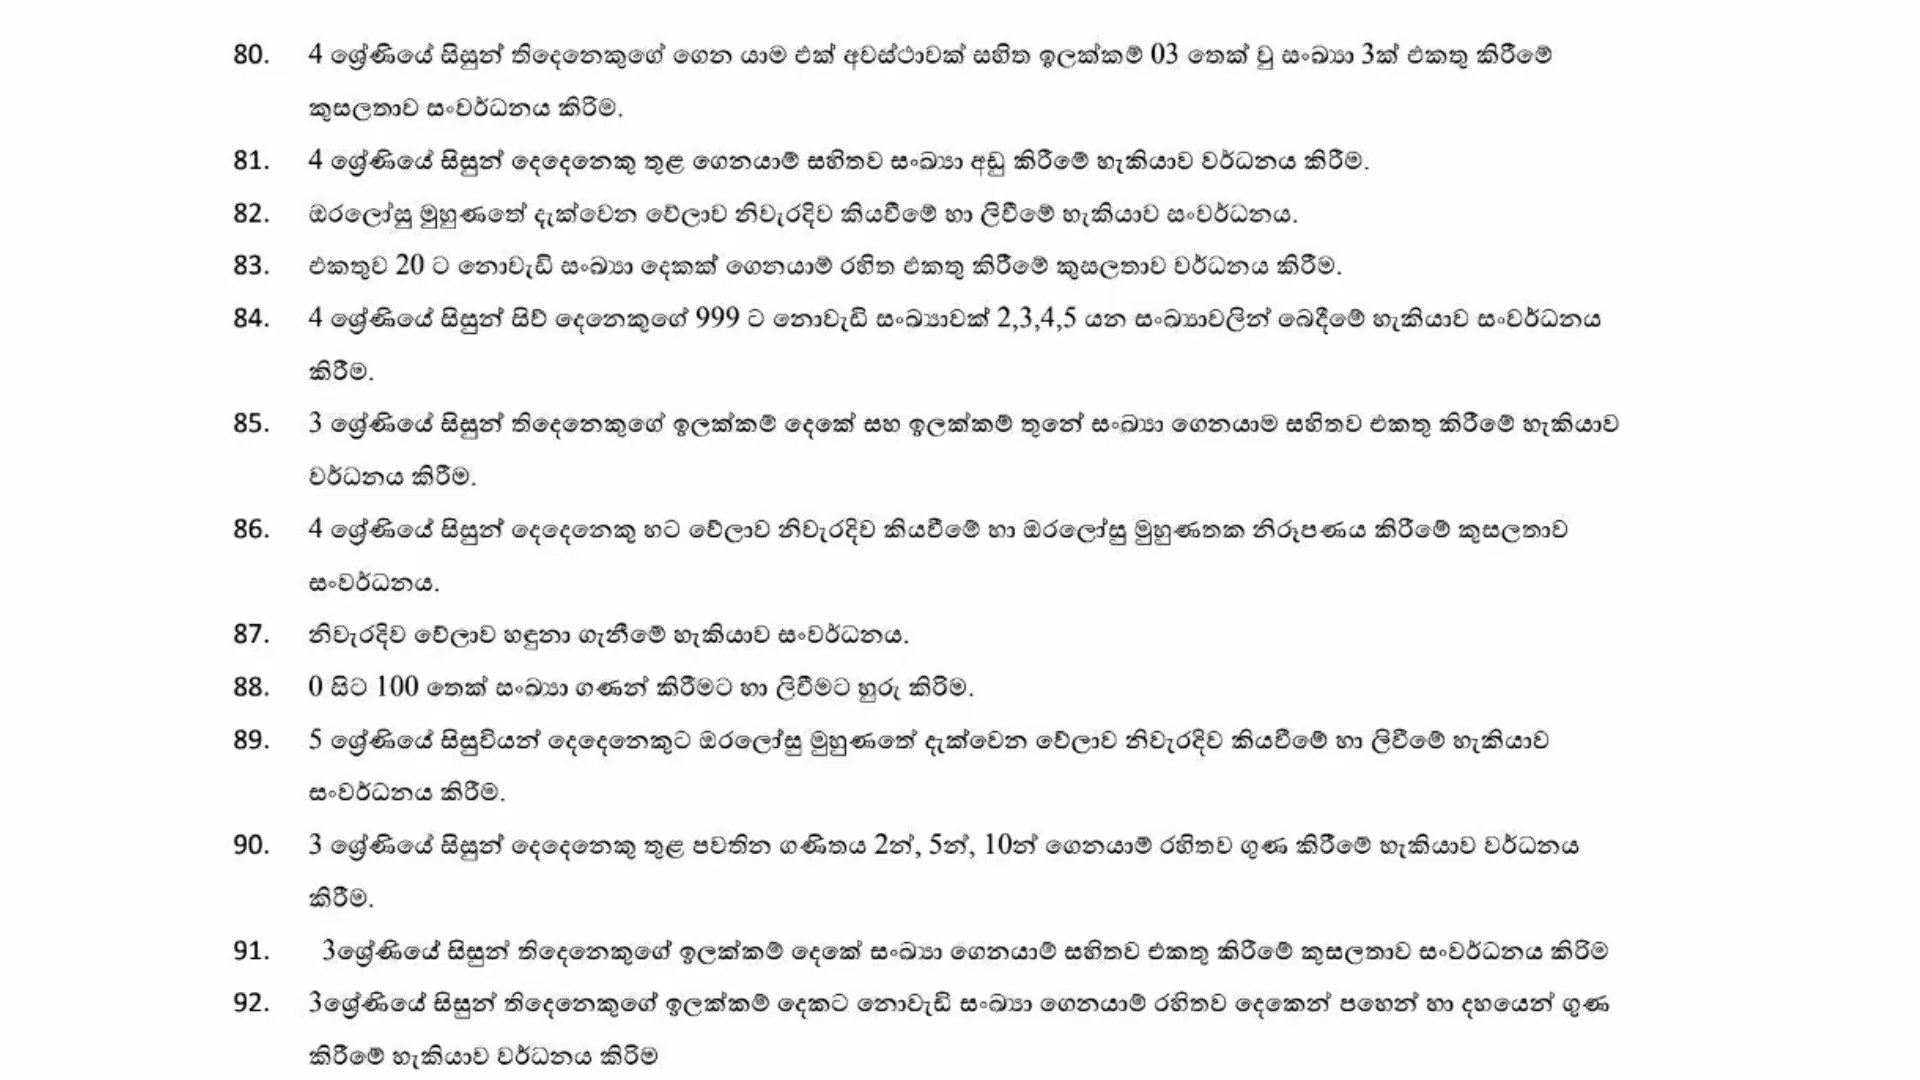 80. 4 ශ්‍රේණියේ සිසුන් තිදෙනෙකුගේ ගෙන යාම එක් අවස්ථාවක් සහිත ඉලක්කම් 03 තෙක් වු සංඛ්‍යා 3ක් එකතු කිරීමේ
කුසලතාව සංවර්ධනය කිරිම.
81. 4 ශ්‍රේණියේ සිසුන් දෙදෙනෙකු තුළ ගෙනයාම් සහිතව සංඛ්‍යා අඩු කිරීමේ හැකියාව වර්ධනය කිරීම.
82. ඔරලෝසු මුහුණතේ දැක්වෙන වේලාව නිවැරදිව කියවීමේ හා ලිවීමේ හැකියාව සංවර්ධනය.
83. එකතුව 20 ට නොවැඩි සංඛ්‍යා දෙකක් ගෙනයාම් රහිත එකතු කිරීමේ කුසලතාව වර්ධනය කිරීම.
84. 4 ශ්‍රේණියේ සිසුන් සිව් දෙනෙකුගේ 999 ට නොවැඩි සංඛ්‍යාවක් 2,3,4,5 යන සංඛ්‍යාවලින් බෙදීමේ හැකියාව සංවර්ධනය
කිරීම.
85. 3 ශ්‍රේණියේ සිසුන් තිදෙනෙකුගේ ඉලක්කම් දෙකේ සහ ඉලක්කම් තුනේ සංඛ්‍යා ගෙනයාම සහිතව එකතු කිරීමේ හැකියාව
වර්ධනය කිරීම.
86. 4 ශ්‍රේණියේ සිසුන් දෙදෙනෙකු හට වේලාව නිවැරදිව කියවීමේ හා ඔරලෝසු මුහුණතක නිරූපණය කිරීමේ කුසලතාව
සංවර්ධනය.
87. නිවැරදිව වේලාව හඳුනා ගැනීමේ හැකියාව සංවර්ධනය.
88. 0 සිට 100 තෙක් සංඛ්‍යා ගණන් කිරීමට හා ලිවීමට හුරු කිරිම.
89. 5 ශ්‍රේණියේ සිසුවියන් දෙදෙනෙකුට ඔරලෝසු මුහුණතේ දැක්වෙන වේලාව නිවැරදිව කියවීමේ හා ලිවීමේ හැකියාව
සංවර්ධනය කිරීම.
90. 3 ශ්‍රේණියේ සිසුන් දෙදෙනෙකු තුළ පවතින ගණිතය 2න්, 5න්, 10න් ගෙනයාම් රහිතව ගුණ කිරීමේ හැකියාව වර්ධනය
කිරීම.
91. 3ශ්‍රේණියේ සිසුන් තිදෙනෙකුගේ ඉලක්කම් දෙකේ සංඛ්‍යා ගෙනයාම් සහිතව එකතු කිරීමේ කුසලතාව සංවර්ධනය කිරිම
92. 3ශ්‍රේණියේ සිසුන් තිදෙනෙකුගේ ඉලක්කම් දෙකට නොවැඩි සංඛ්‍යා ගෙනයාම් රහිතව දෙකෙන් පහෙන් හා දහයෙන් ගුණ
කිරීමේ හැකියාව වර්ධනය කිරිම